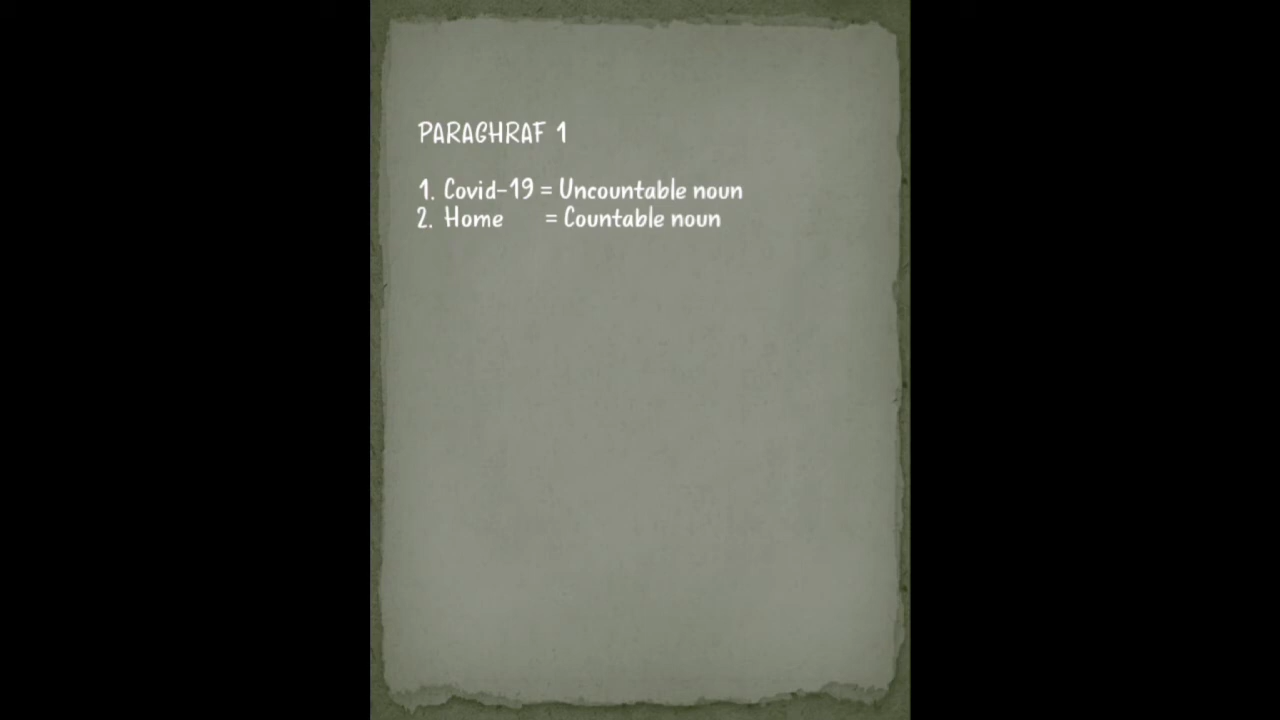 PARAGHRAF 1
1. Covid-19 = Uncountable noun
2. Home = Countable noun